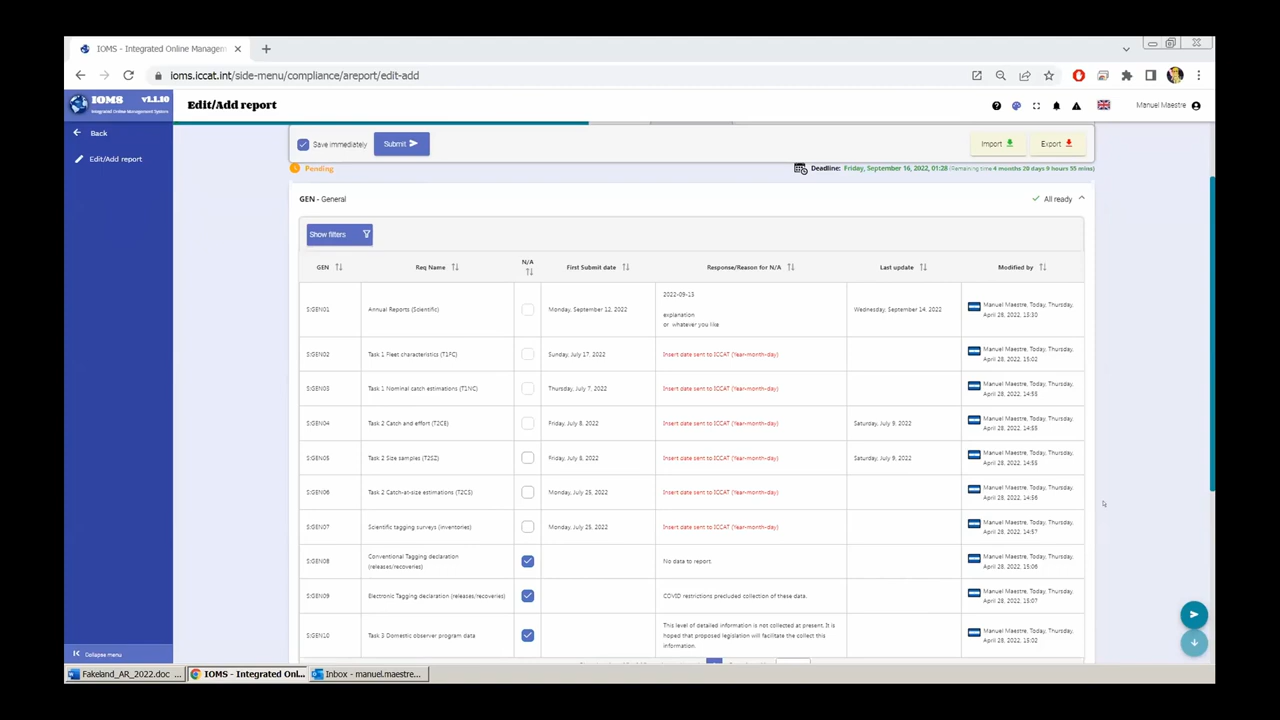 IOMS - Integrated Online Managem
ioms.iccat.int/side-menu/compliance/areport/edit-add
IOMS v1.1.10
Integrated Online Management System
Edit/Add report
Manuel Maestre
Back
Edit/Add report
Save immediately
Submit
Import
Export
Pending
Deadline: Friday, September 16, 2022, 01:28 (Remaining time 4 months 20 days 9 hours 55 mins)
GEN - General
All ready
Show filters
GEN
Req Name
N/A
First Submit date
Response/Reason for N/A
Last update
Modified by
S:GEN01
Annual Reports (Scientific)
Monday, September 12, 2022
2022-09-15
explanation
or whatever you like
Wednesday, September 14, 2022
Manuel Maestre, Today, Thursday,
April 28, 2022, 15:30
S:GEN02
Task 1 Fleet characteristics (T1FC)
Sunday, July 17, 2022
Insert date sent to ICCAT (Year-month-day)
Manuel Maestre, Today, Thursday,
April 28, 2022, 15:02
S:GEN03
Task 1 Nominal catch estimations (T1NC)
Thursday, July 7, 2022
Insert date sent to ICCAT (Year-month-day)
Manuel Maestre, Today, Thursday,
April 28, 2022, 14:55
S:GEN04
Task 2 Catch and effort (T2CE)
Friday, July 8, 2022
Insert date sent to ICCAT (Year-month-day)
Saturday, July 9, 2022
Manuel Maestre, Today, Thursday,
April 28, 2022, 14:55
S:GEN05
Task 2 Size samples (T2SZ)
Friday, July 8, 2022
Insert date sent to ICCAT (Year-month-day)
Saturday, July 9, 2022
Manuel Maestre, Today, Thursday,
April 28, 2022, 14:55
S:GEN06
Task 2 Catch-at-size estimations (T2CS)
Monday, July 25, 2022
Insert date sent to ICCAT (Year-month-day)
Manuel Maestre, Today, Thursday,
April 28, 2022, 14:56
S:GEN07
Scientific tagging surveys (inventories)
Monday, July 25, 2022
Insert date sent to ICCAT (Year-month-day)
Manuel Maestre, Today, Thursday,
April 28, 2022, 14:57
S:GEN08
Conventional Tagging declaration
(releases/recoveries)
No data to report
Manuel Maestre, Today, Thursday,
April 28, 2022, 15:06
S:GEN09
Electronic Tagging declaration (releases/recoveries)
COVID restrictions precluded collection of these data.
Manuel Maestre, Today, Thursday,
April 28, 2022, 15:07
S:GEN10
Task 3 Domestic observer program data
This level of detailed information is not collected at present. It is
hoped that proposed legislation will facilitate the collect this
information.
Manuel Maestre, Today, Thursday,
April 28, 2022, 15:02
Collapse menu
Fakeland_AR_2022.doc ...
IOMS - Integrated Onl...
Inbox - manuel.maestre...